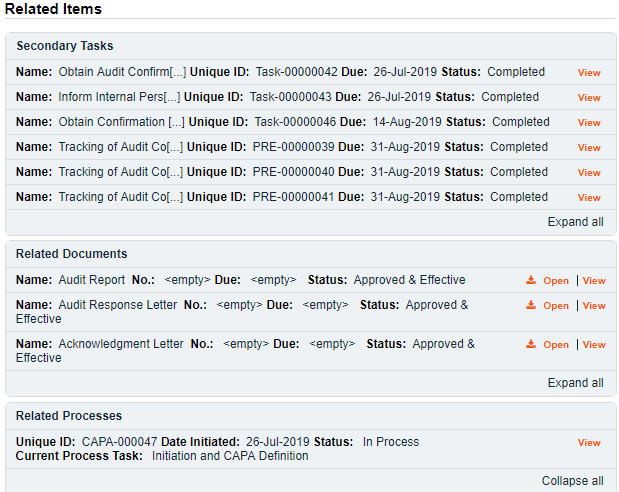 Related Items
Secondary Tasks
Name: Obtain Audit Confirm[...] Unique ID: Task-00000042 Due: 26-Jul-2019 Status: Completed View
Name: Inform Internal Pers[...] Unique ID: Task-00000043 Due: 26-Jul-2019 Status: Completed View
Name: Obtain Confirmation [...] Unique ID: Task-00000046 Due: 14-Aug-2019 Status: Completed View
Name: Tracking of Audit Co[...] Unique ID: PRE-00000039 Due: 31-Aug-2019 Status: Completed View
Name: Tracking of Audit Co[...] Unique ID: PRE-00000040 Due: 31-Aug-2019 Status: Completed View
Name: Tracking of Audit Co[...] Unique ID: PRE-00000041 Due: 31-Aug-2019 Status: Completed View
Expand all
Related Documents
Name: Audit Report No.: <empty> Due: <empty> Status: Approved & Effective Open | View
Name: Audit Response Letter No.: <empty> Due: <empty> Status: Approved & Open | View
Effective
Name: Acknowledgment Letter No.: <empty> Due: <empty> Status: Approved & Open | View
Effective
Expand all
Related Processes
Unique ID: CAPA-000047 Date Initiated: 26-Jul-2019 Status: In Process View
Current Process Task: Initiation and CAPA Definition
Collapse all